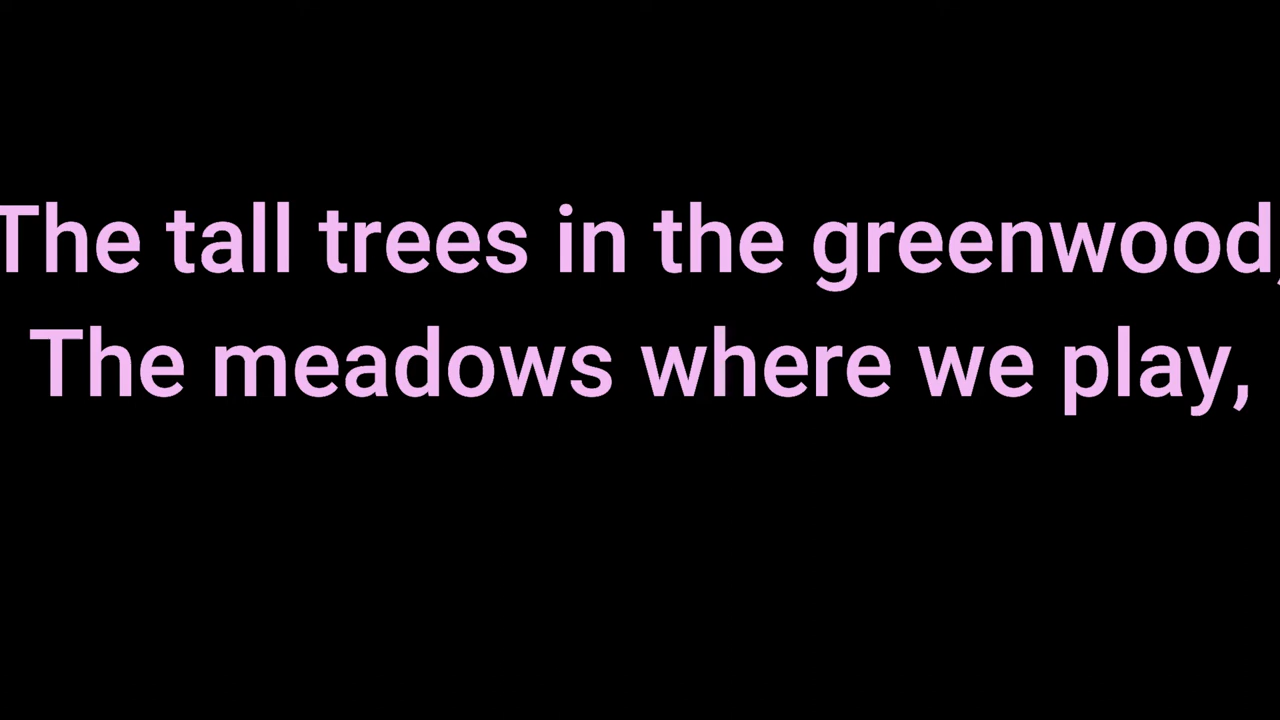 The tall trees in the greenwood,
The meadows where we play,